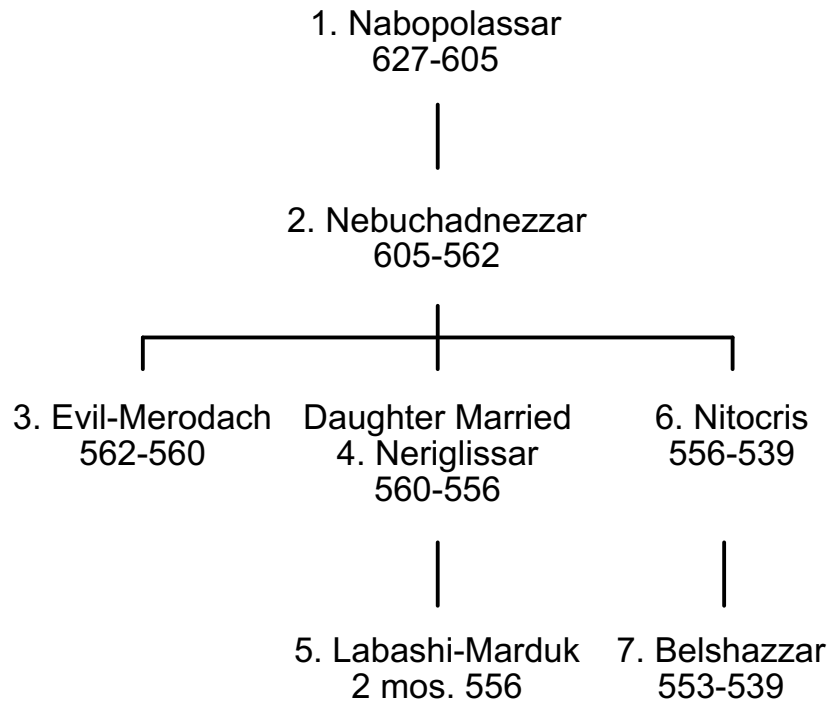 1. Nabopolassar
627-605
2. Nebuchadnezzar
605-562
3. Evil-Merodach
562-560
Daughter Married
4. Neriglissar
560-556
6. Nitocris
556-539
5. Labashi-Marduk
2 mos. 556
7. Belshazzar
553-539